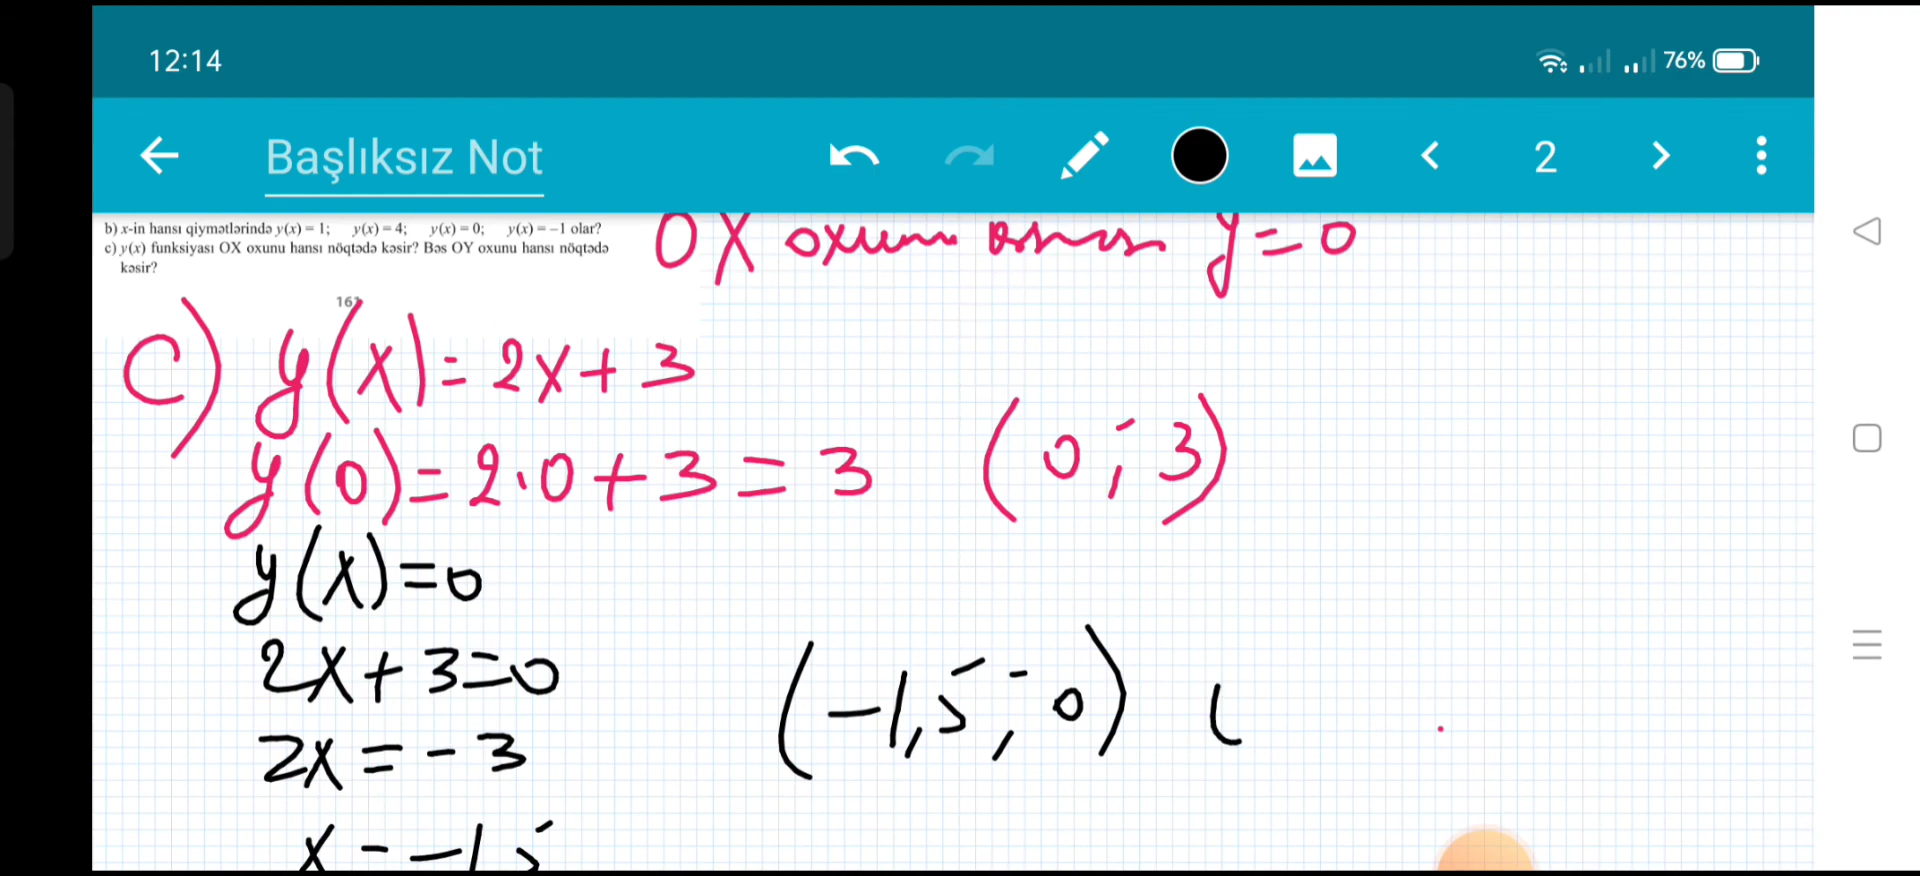 12:14 76%
Başlıksız Not 2
b) x-in hansı qiymətlərində y(x) = 1; y(x) = 4; y(x) = 0; y(x) = −1 olar?
c) y(x) funksiyası OX oxunu hansı nöqtədə kəsir? Bəs OY oxunu hansı nöqtədə
kəsir?
OX oxunu y=0
161
C) y(x)= 2x+3
y(0)=2·0+3=3 (0;3)
y(x)=0
2x+3=0
(-1,5;0) (
2x=-3
x=-1,5